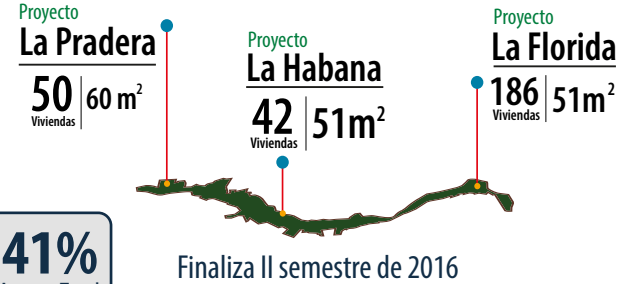 Proyecto
La Pradera
50 60 m²
Viviendas
Proyecto
La Habana
42 51m²
Viviendas
Proyecto
La Florida
186 51m²
Viviendas
41%
Finaliza II semestre de 2016